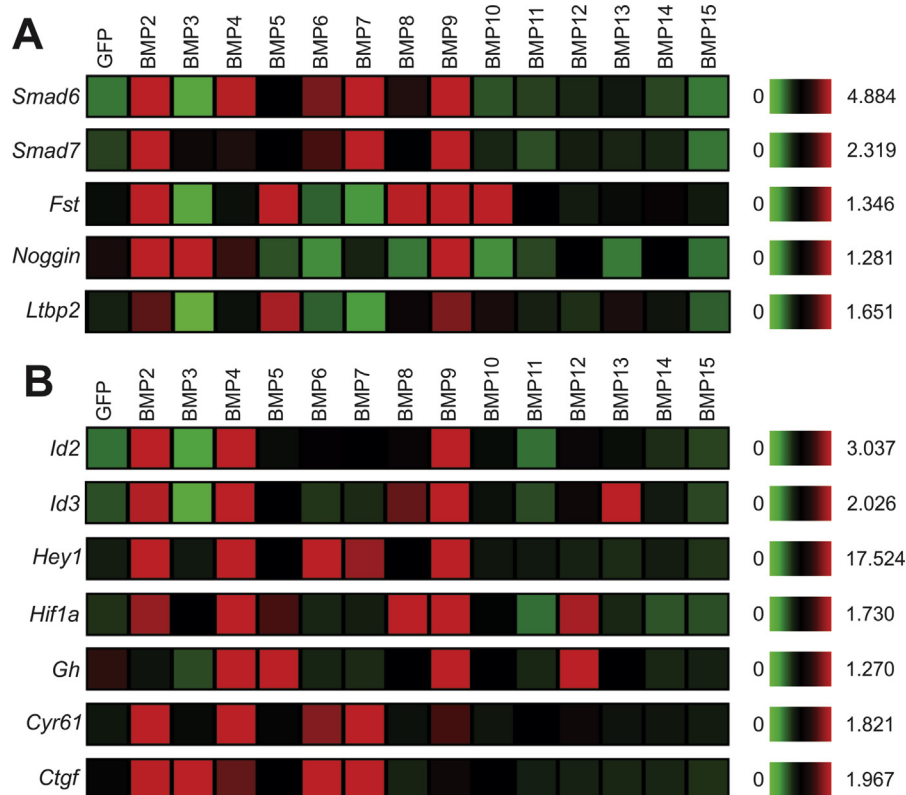 A
GFP BMP2 BMP3 BMP4 BMP5 BMP6 BMP7 BMP8 BMP9 BMP10 BMP11 BMP12 BMP13 BMP14 BMP15
Smad6 0 4.884
Smad7 0 2.319
Fst 0 1.346
Noggin 0 1.281
Ltbp2 0 1.651
B
GFP BMP2 BMP3 BMP4 BMP5 BMP6 BMP7 BMP8 BMP9 BMP10 BMP11 BMP12 BMP13 BMP14 BMP15
Id2 0 3.037
Id3 0 2.026
Hey1 0 17.524
Hif1a 0 1.730
Gh 0 1.270
Cyr61 0 1.821
Ctgf 0 1.967